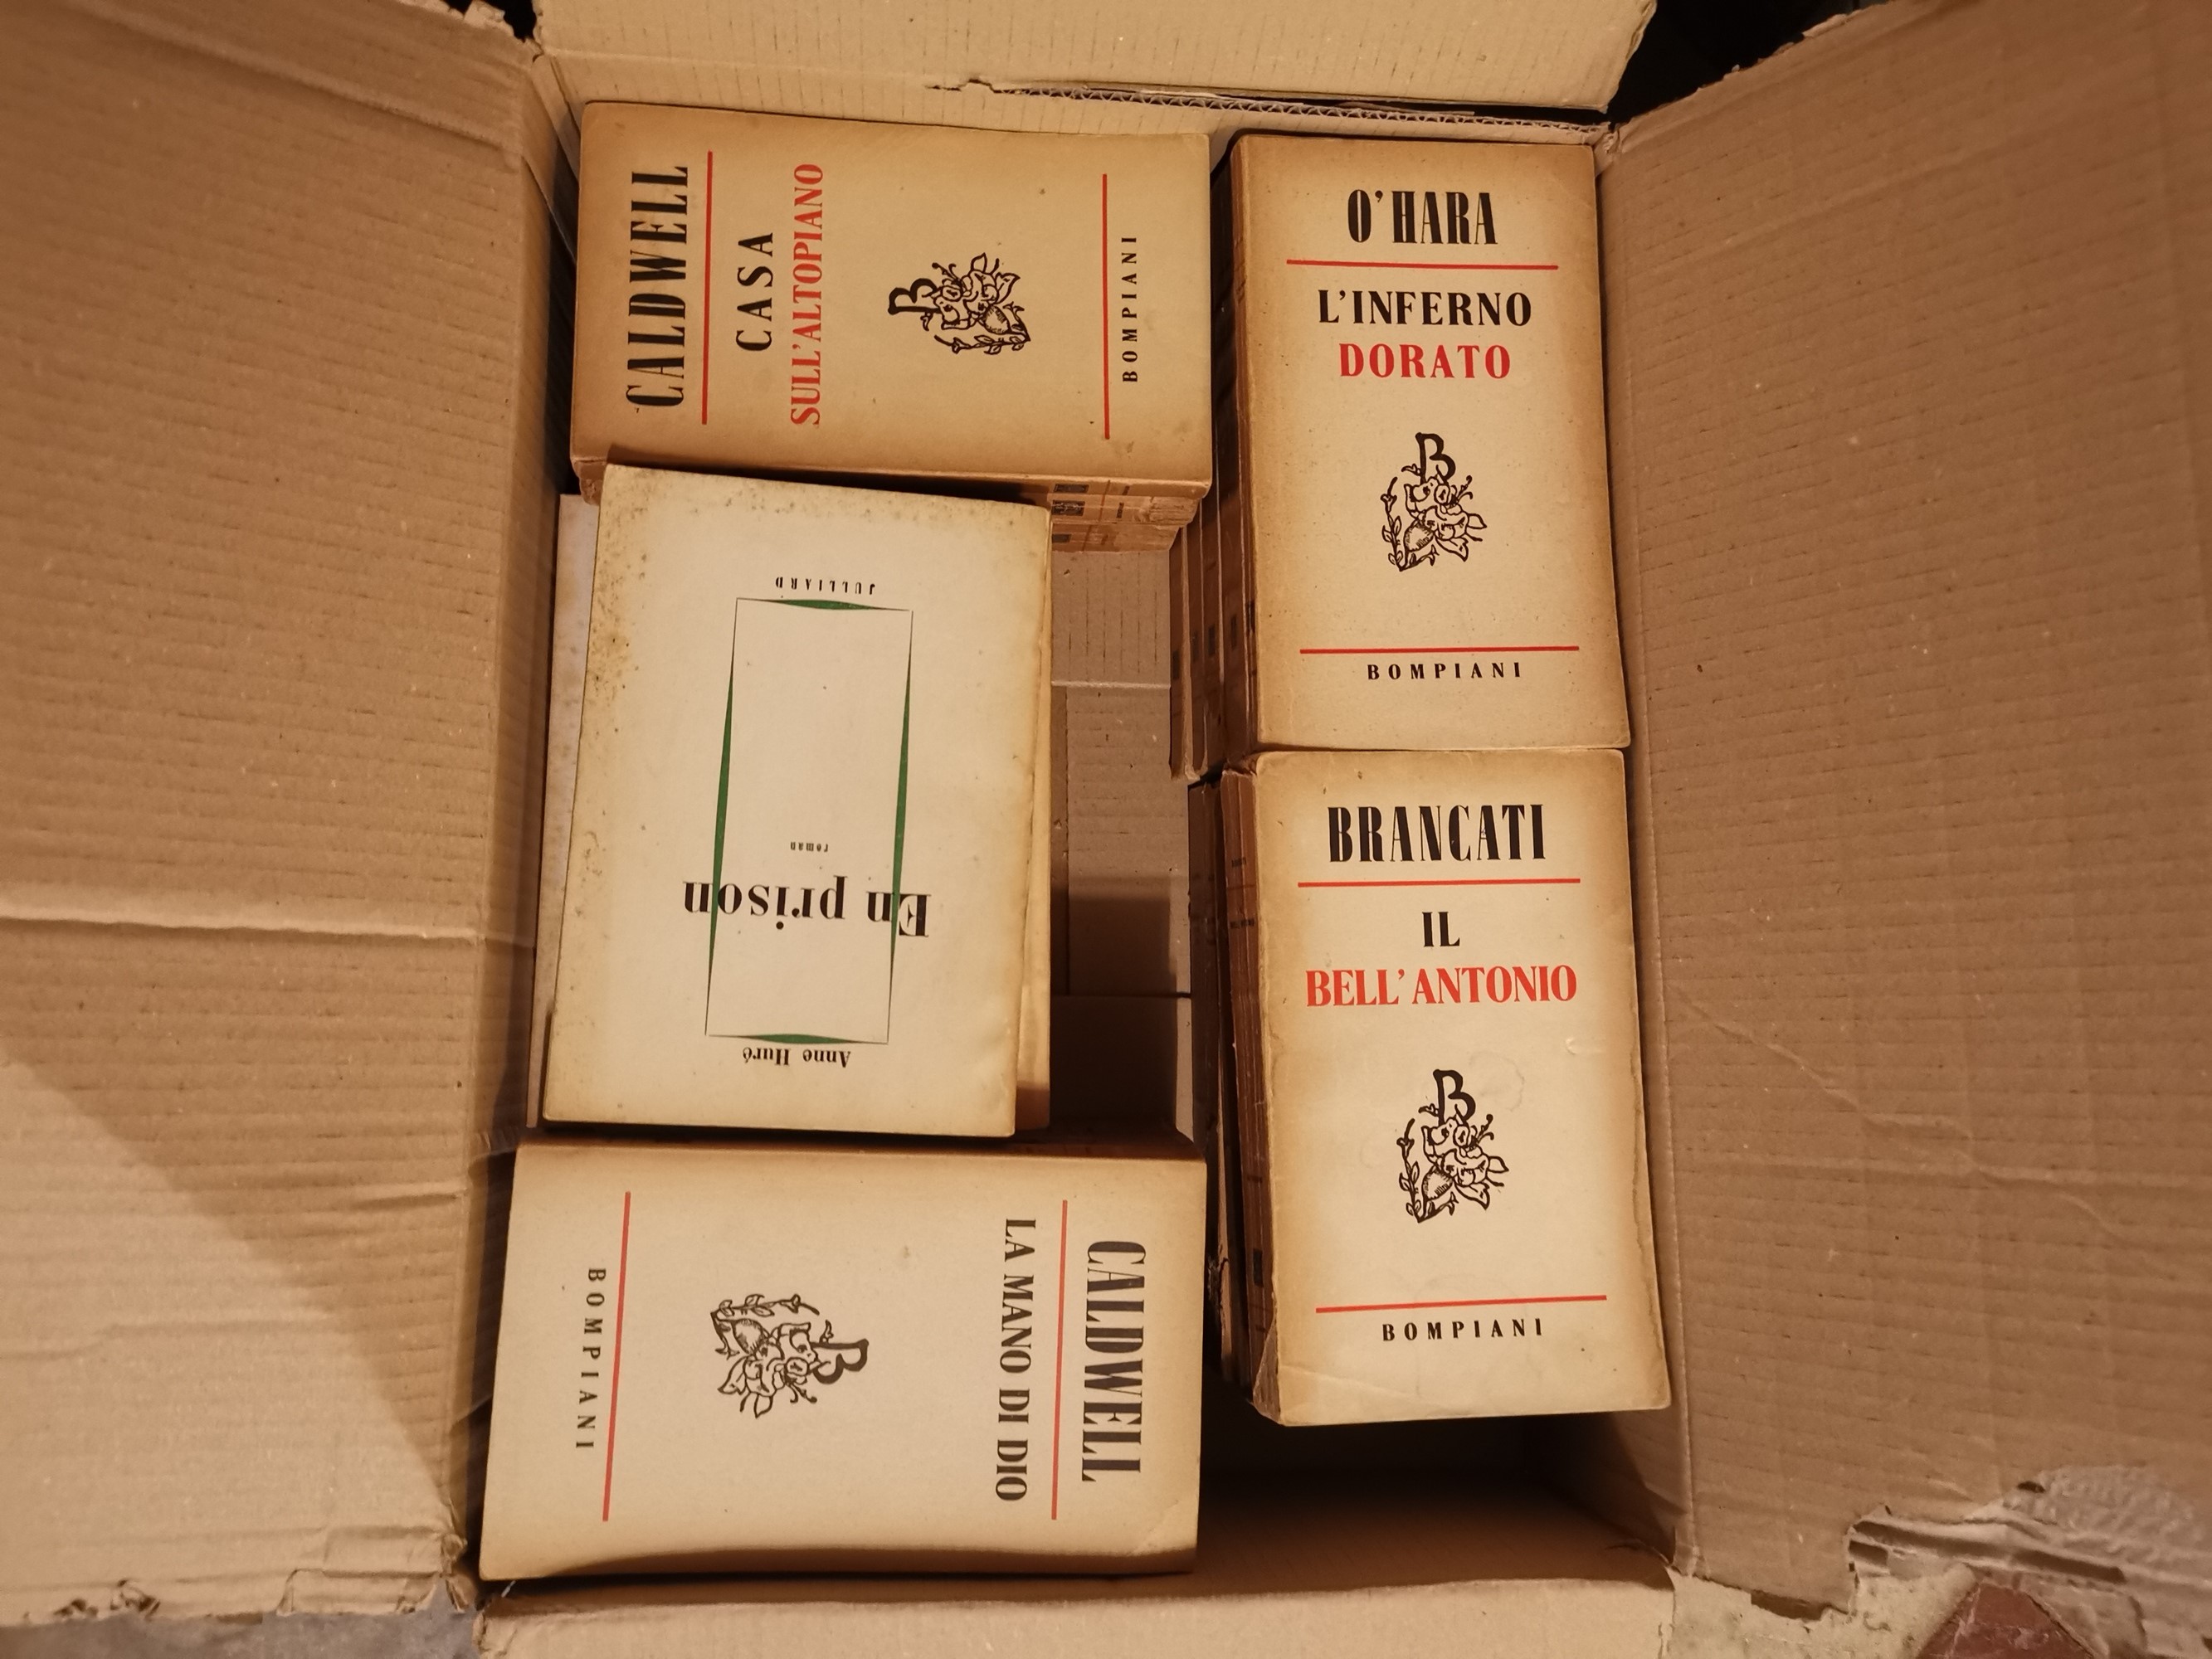 CALDWELL
CASA
SULL'ALTOPIANO
B
BOMPIANI
O'HARA
L'INFERNO
DORATO
B
BOMPIANI
Anne Huré
En prison
roman
JULLIARD
BRANCATI
IL
BELL'ANTONIO
B
BOMPIANI
CALDWELL
LA MANO DI DIO
B
BOMPIANI